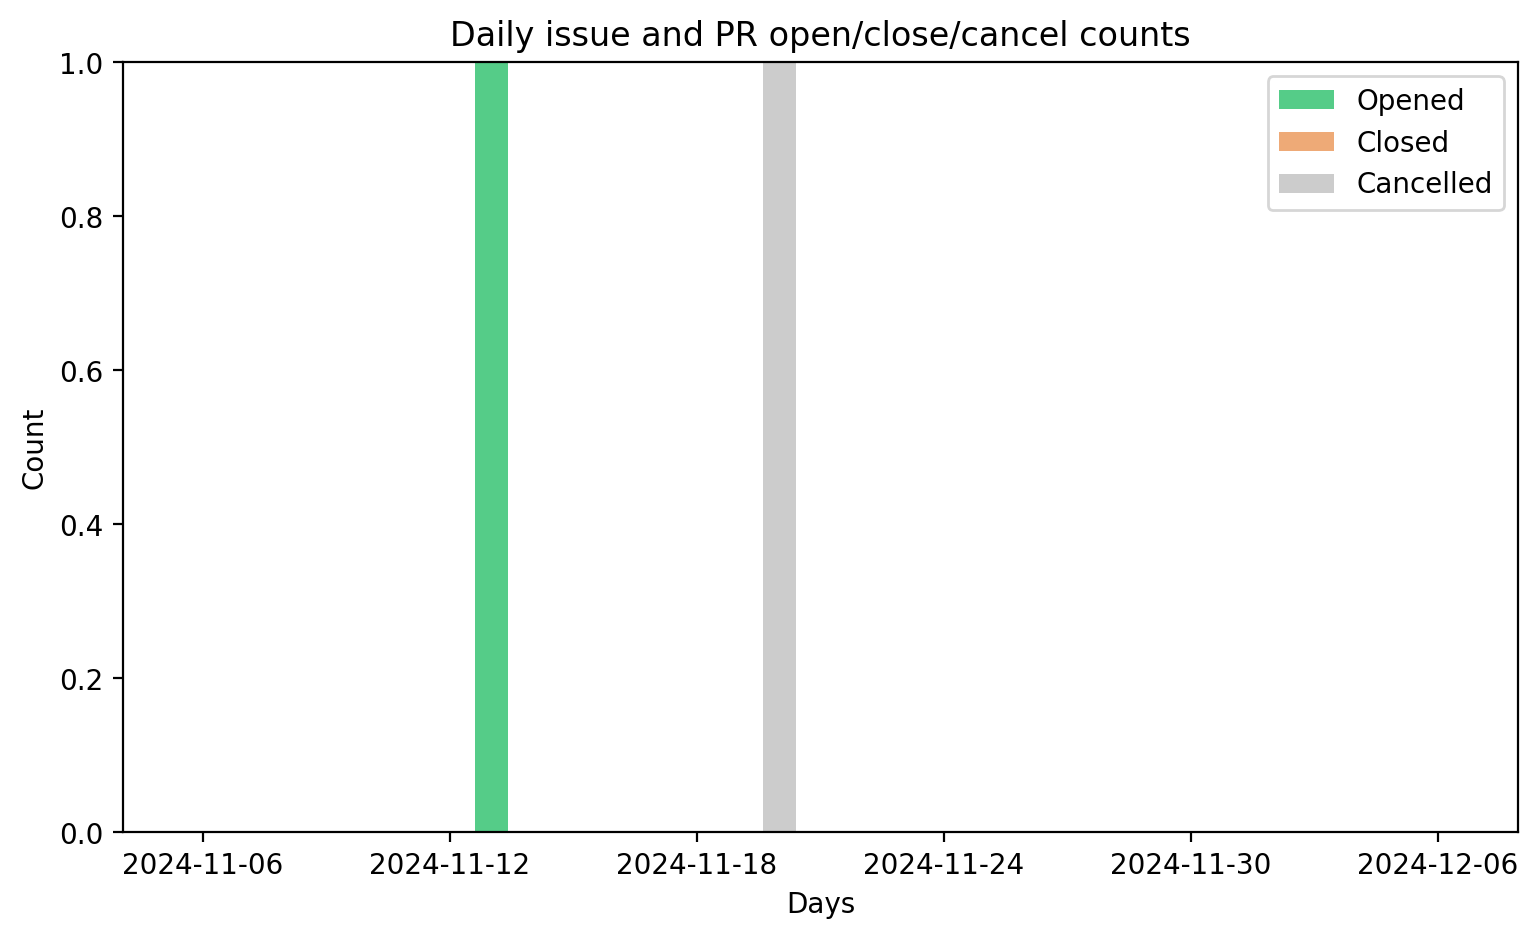 Daily issue and PR open/close/cancel counts
1.0
0.8
0.6
0.4
0.2
0.0
Count
Opened
Closed
Cancelled
2024-11-06 2024-11-12 2024-11-18 2024-11-24 2024-11-30 2024-12-06
Days